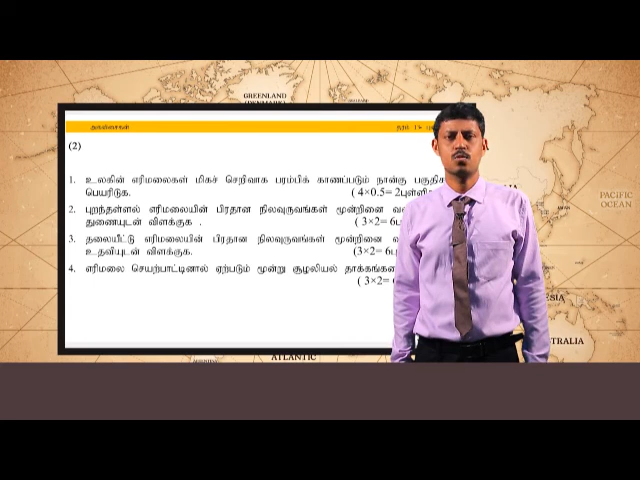 GREENLAND
(DENMARK)
PACIFIC
OCEAN
அகவிசைகள் தரம்
(2)
1. உலகின் எரிமலைகள் மிகச் செறிவாக பரம்பிக் காணப்படும் நான்கு
பெயரிடுக. ( 4×0.5= 2புள்ளி
2. புறந்தள்ளல் எரிமலையின் பிரதான நிலவுருவங்கள் மூன்றினை
துணையுடன் விளக்குக . ( 3×2= 6
3. தலையீட்டு எரிமலையின் பிரதான நிலவுருவங்கள் மூன்றினை
உதவியுடன் விளக்குக. (3×2= 6
4. எரிமலை செயற்பாட்டினால் ஏற்படும் மூன்று சூழலியல்
( 3×2=
ATLANTIC